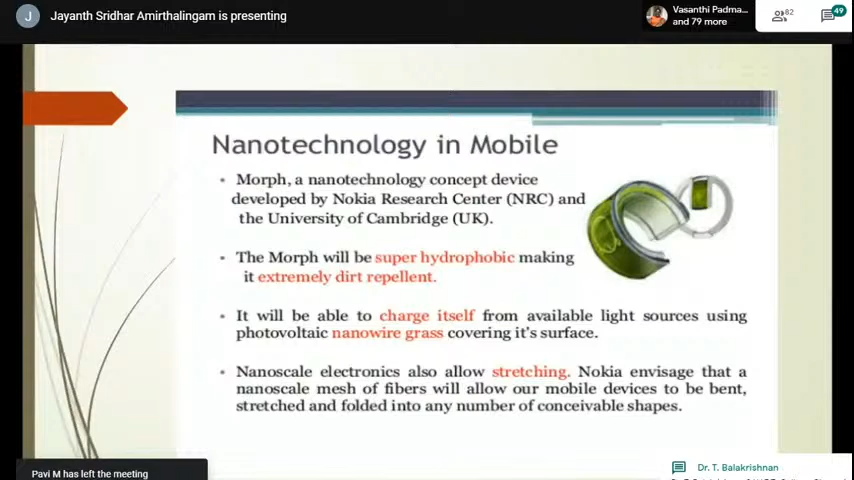 J
Jayanth Sridhar Amirthalingam is presenting
Vasanthi Padma...
and 79 more
82
49
Nanotechnology in Mobile
• Morph, a nanotechnology concept device
developed by Nokia Research Center (NRC) and
the University of Cambridge (UK).
• The Morph will be super hydrophobic making
it extremely dirt repellent.
• It will be able to charge itself from available light sources using
photovoltaic nanowire grass covering it's surface.
• Nanoscale electronics also allow stretching. Nokia envisage that a
nanoscale mesh of fibers will allow our mobile devices to be bent,
stretched and folded into any number of conceivable shapes.
Pavi M has left the meeting
Dr. T. Balakrishnan